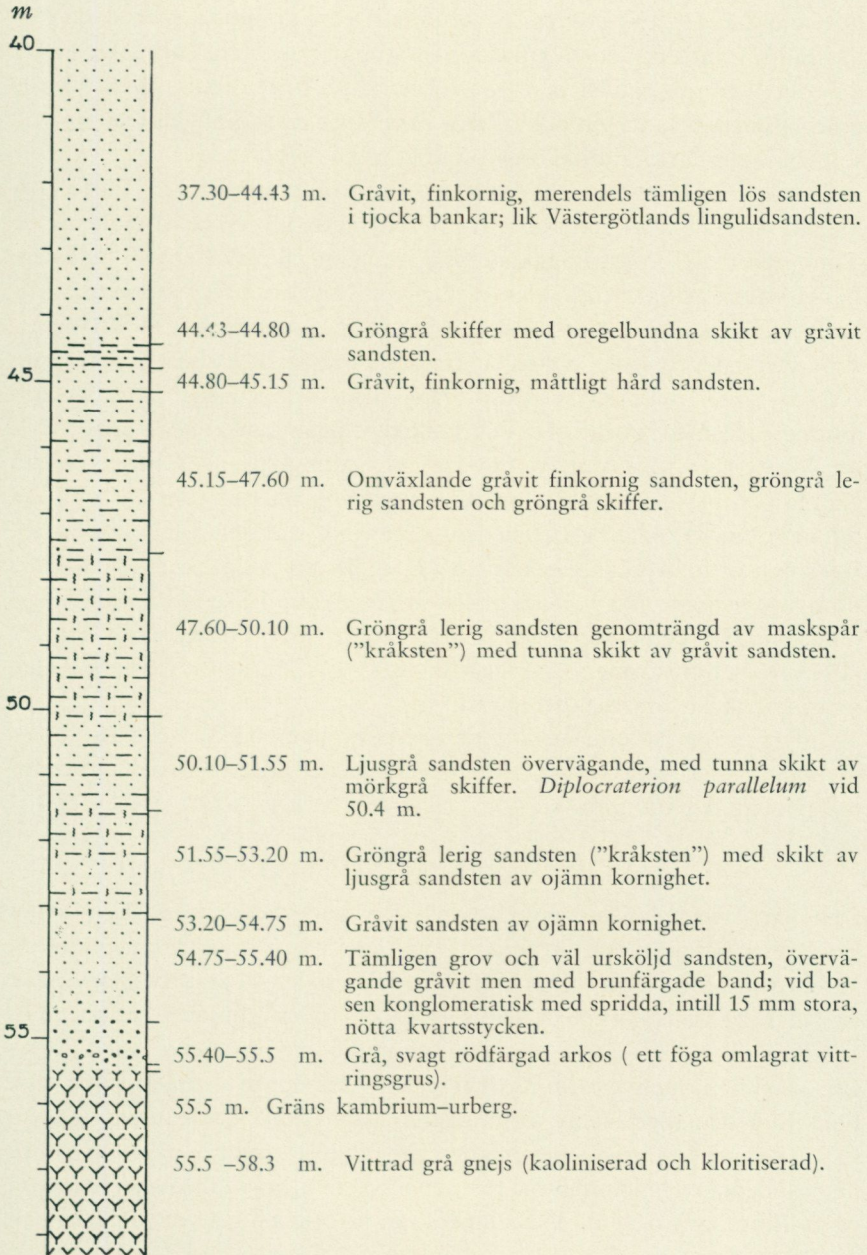 m
40
37.30–44.43 m. Gråvit, finkornig, merendels tämligen lös sandsten
i tjocka bankar; lik Västergötlands lingulidsandsten.
44.43–44.80 m. Gröngrå skiffer med oregelbundna skikt av gråvit
sandsten.
45
44.80–45.15 m. Gråvit, finkornig, måttligt hård sandsten.
45.15–47.60 m. Omväxlande gråvit finkornig sandsten, gröngrå le-
rig sandsten och gröngrå skiffer.
47.60–50.10 m. Gröngrå lerig sandsten genomträngd av maskspår
(”kråksten”) med tunna skikt av gråvit sandsten.
50
50.10–51.55 m. Ljusgrå sandsten övervägande, med tunna skikt av
mörkgrå skiffer. Diplocraterion parallelum vid
50.4 m.
51.55–53.20 m. Gröngrå lerig sandsten (”kråksten”) med skikt av
ljusgrå sandsten av ojämn kornighet.
53.20–54.75 m. Gråvit sandsten av ojämn kornighet.
54.75–55.40 m. Tämligen grov och väl ursköljd sandsten, övervä-
gande gråvit men med brunfärgade band; vid ba-
sen konglomeratisk med spridda, intill 15 mm stora,
nötta kvartsstycken.
55
55.40–55.5 m. Grå, svagt rödfärgad arkos ( ett föga omlagrat vitt-
ringsgrus).
55.5 m. Gräns kambrium–urberg.
55.5 –58.3 m. Vittrad grå gnejs (kaoliniserad och kloritiserad).